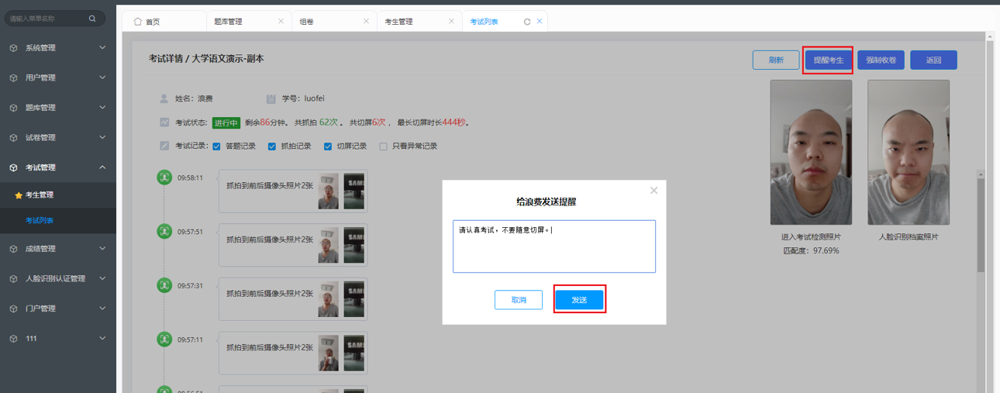 请输入菜单名称
系统管理
用户管理
题库管理
试卷管理
考试管理
考生管理
考试列表
成绩管理
人脸识别认证管理
门户管理
111
首页
题库管理
组卷
考生管理
考试列表
考试详情 / 大学语文演示-副本
刷新
提醒考生
强制收卷
返回
姓名：浪费
学号：luofei
考试状态: 进行中 剩余86分钟。 共抓拍 62次 。 共切屏6次 ， 最长切屏时长444秒。
考试记录: 答题记录 抓拍记录 切屏记录 只看异常记录
09:58:11
抓拍到前后摄像头照片2张
09:57:51
抓拍到前后摄像头照片2张
09:57:31
抓拍到前后摄像头照片2张
09:57:11
抓拍到前后摄像头照片2张
给浪费发送提醒
请认真考试，不要随意切屏。
取消
发送
进入考试检测照片
匹配度：97.69%
人脸识别档案照片